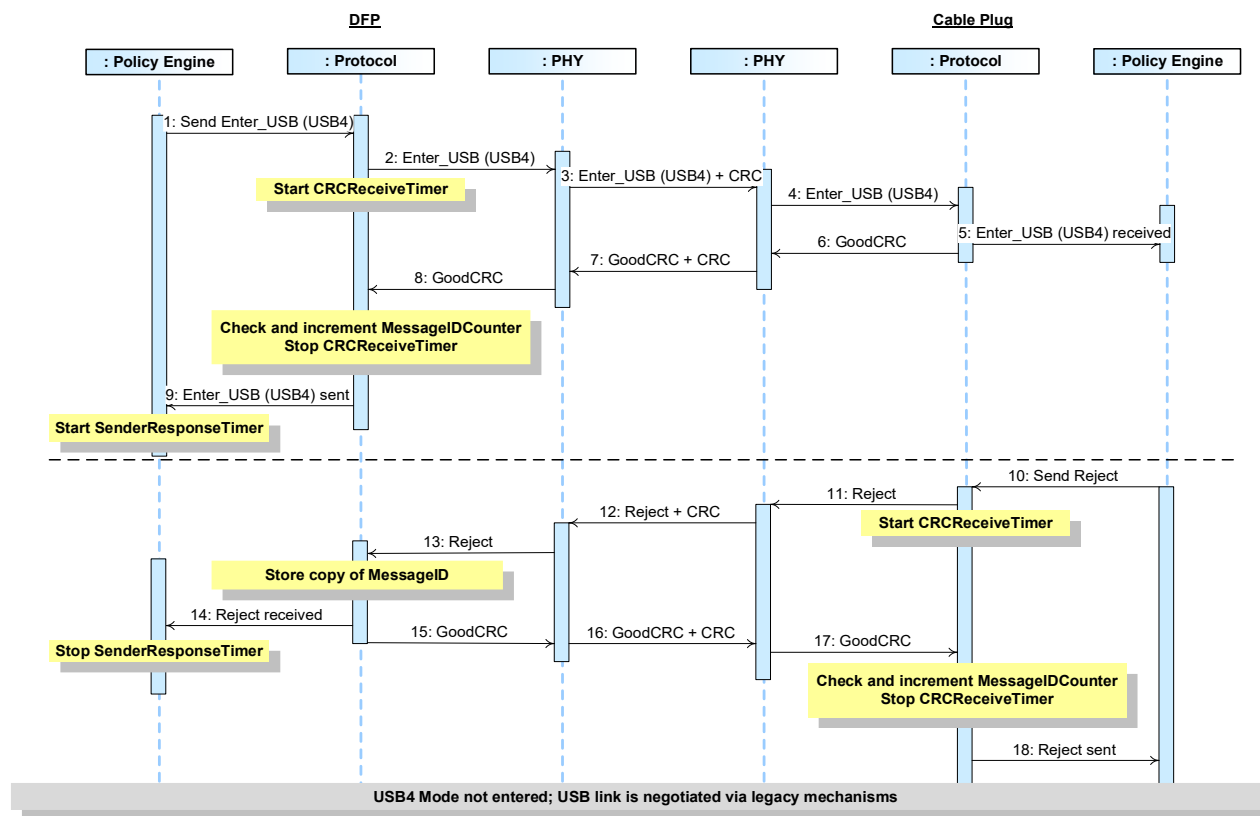 DFP
Cable Plug
: Policy Engine
: Protocol
: PHY
: PHY
: Protocol
: Policy Engine
1: Send Enter_USB (USB4)
2: Enter_USB (USB4)
Start CRCReceiveTimer
3: Enter_USB (USB4) + CRC
4: Enter_USB (USB4)
5: Enter_USB (USB4) received
6: GoodCRC
7: GoodCRC + CRC
8: GoodCRC
Check and increment MessageIDCounter
Stop CRCReceiveTimer
9: Enter_USB (USB4) sent
Start SenderResponseTimer
10: Send Reject
11: Reject
Start CRCReceiveTimer
12: Reject + CRC
13: Reject
Store copy of MessageID
14: Reject received
15: GoodCRC
16: GoodCRC + CRC
17: GoodCRC
Stop SenderResponseTimer
Check and increment MessageIDCounter
Stop CRCReceiveTimer
18: Reject sent
USB4 Mode not entered; USB link is negotiated via legacy mechanisms